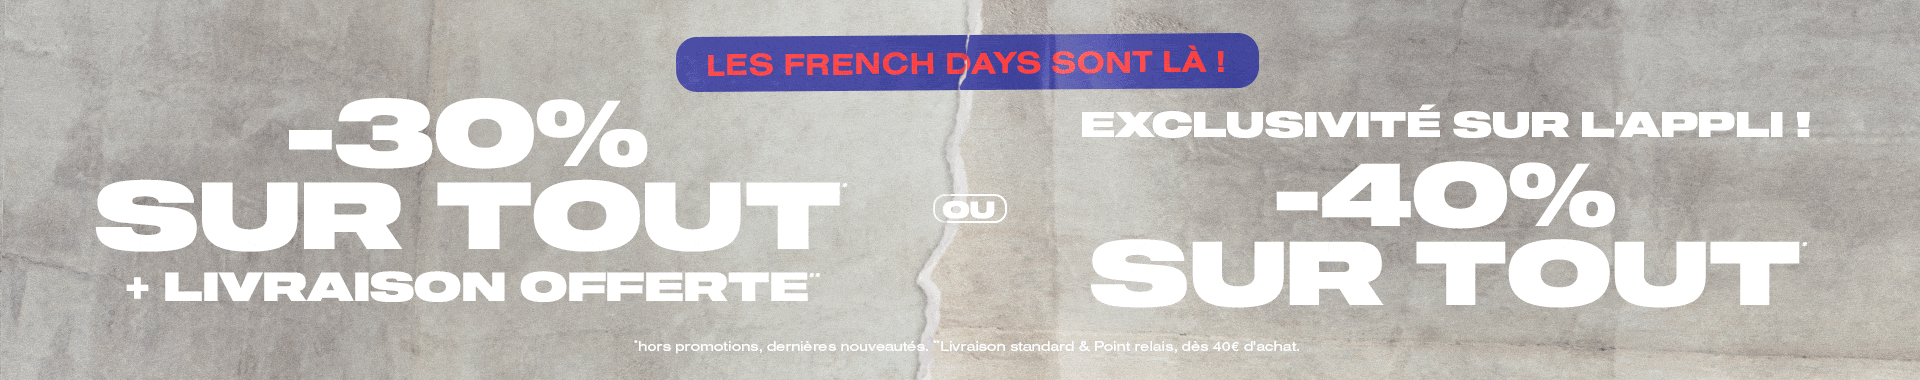 LES FRENCH DAYS SONT LÀ !
-30%
SUR TOUT*
+ LIVRAISON OFFERTE**
OU
EXCLUSIVITÉ SUR L'APPLI !
-40%
SUR TOUT*
*hors promotions, dernières nouveautés. **Livraison standard & Point relais, dès 40€ d'achat.